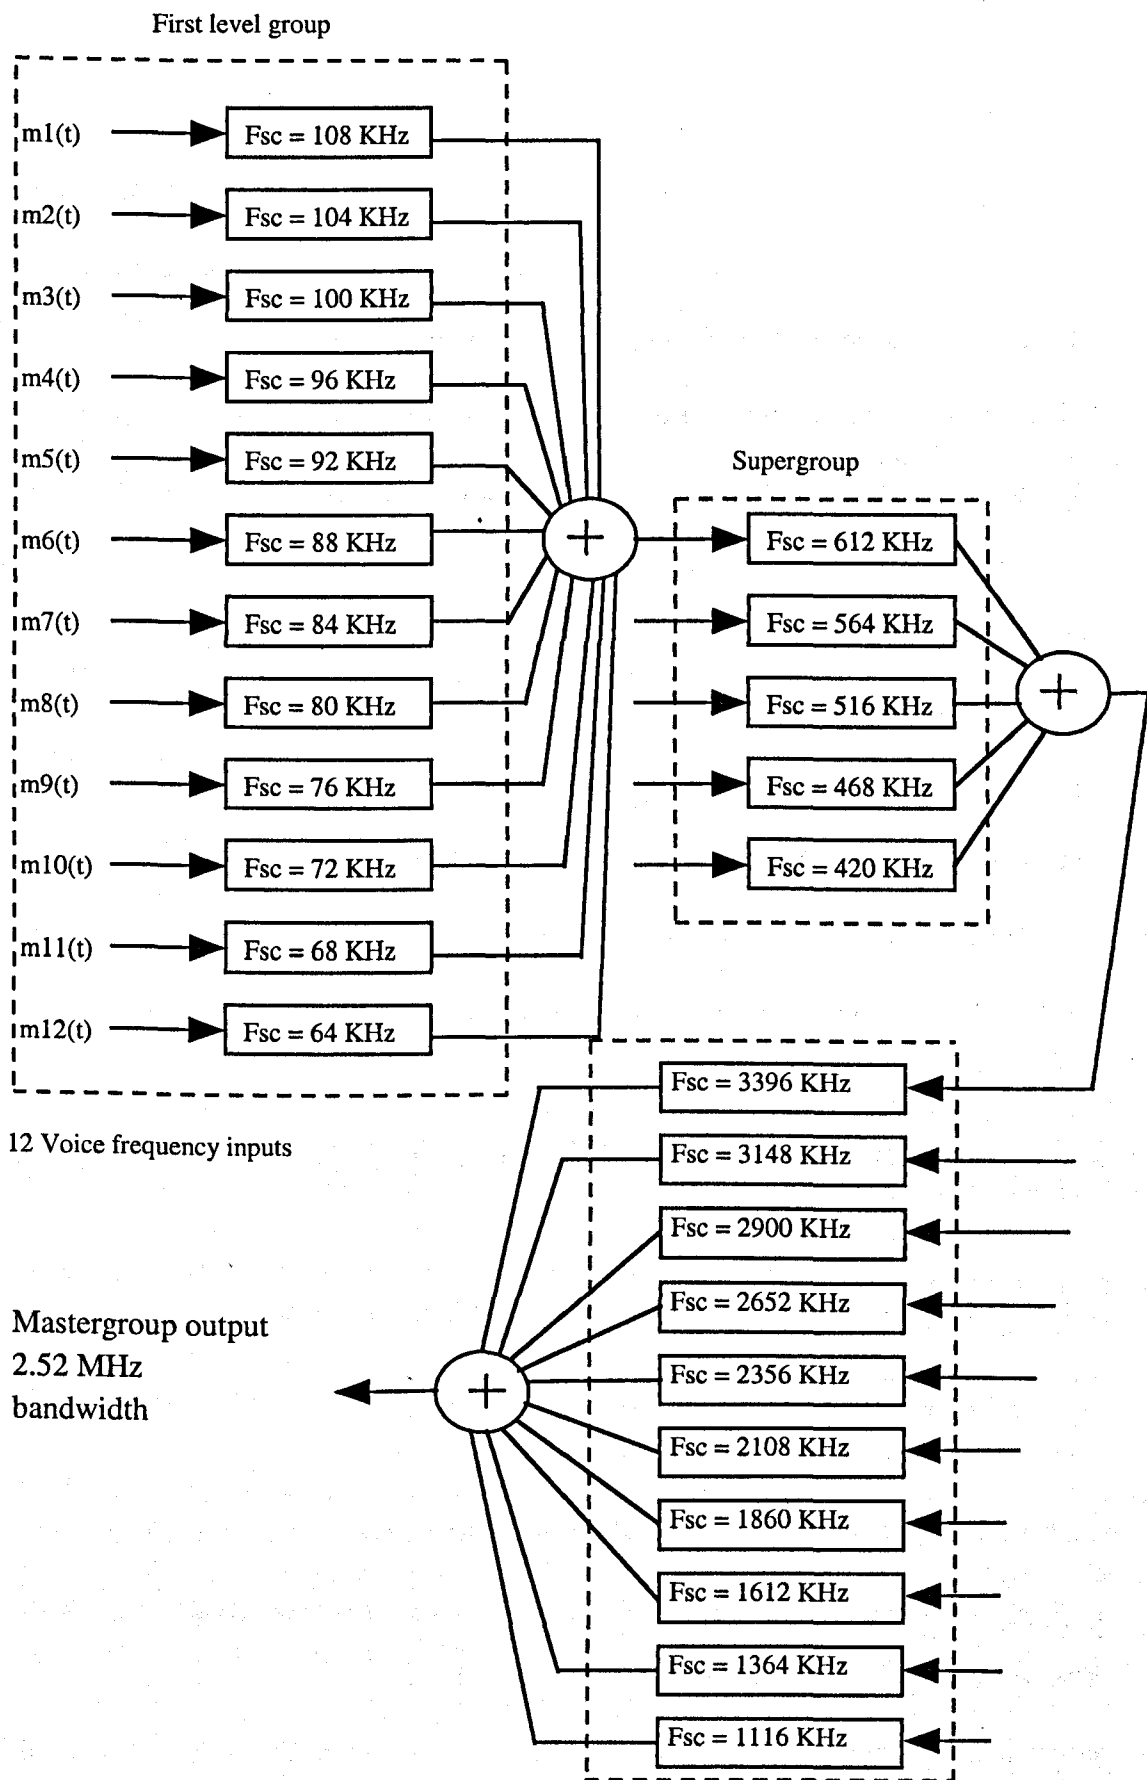 First level group
m1(t)
Fsc = 108 KHz
m2(t)
Fsc = 104 KHz
m3(t)
Fsc = 100 KHz
m4(t)
Fsc = 96 KHz
m5(t)
Fsc = 92 KHz
m6(t)
Fsc = 88 KHz
m7(t)
Fsc = 84 KHz
m8(t)
Fsc = 80 KHz
m9(t)
Fsc = 76 KHz
m10(t)
Fsc = 72 KHz
m11(t)
Fsc = 68 KHz
m12(t)
Fsc = 64 KHz
12 Voice frequency inputs
+
Supergroup
Fsc = 612 KHz
Fsc = 564 KHz
Fsc = 516 KHz
Fsc = 468 KHz
Fsc = 420 KHz
+
Fsc = 3396 KHz
Fsc = 3148 KHz
Fsc = 2900 KHz
Fsc = 2652 KHz
Fsc = 2356 KHz
Fsc = 2108 KHz
Fsc = 1860 KHz
Fsc = 1612 KHz
Fsc = 1364 KHz
Fsc = 1116 KHz
+
Mastergroup output
2.52 MHz
bandwidth